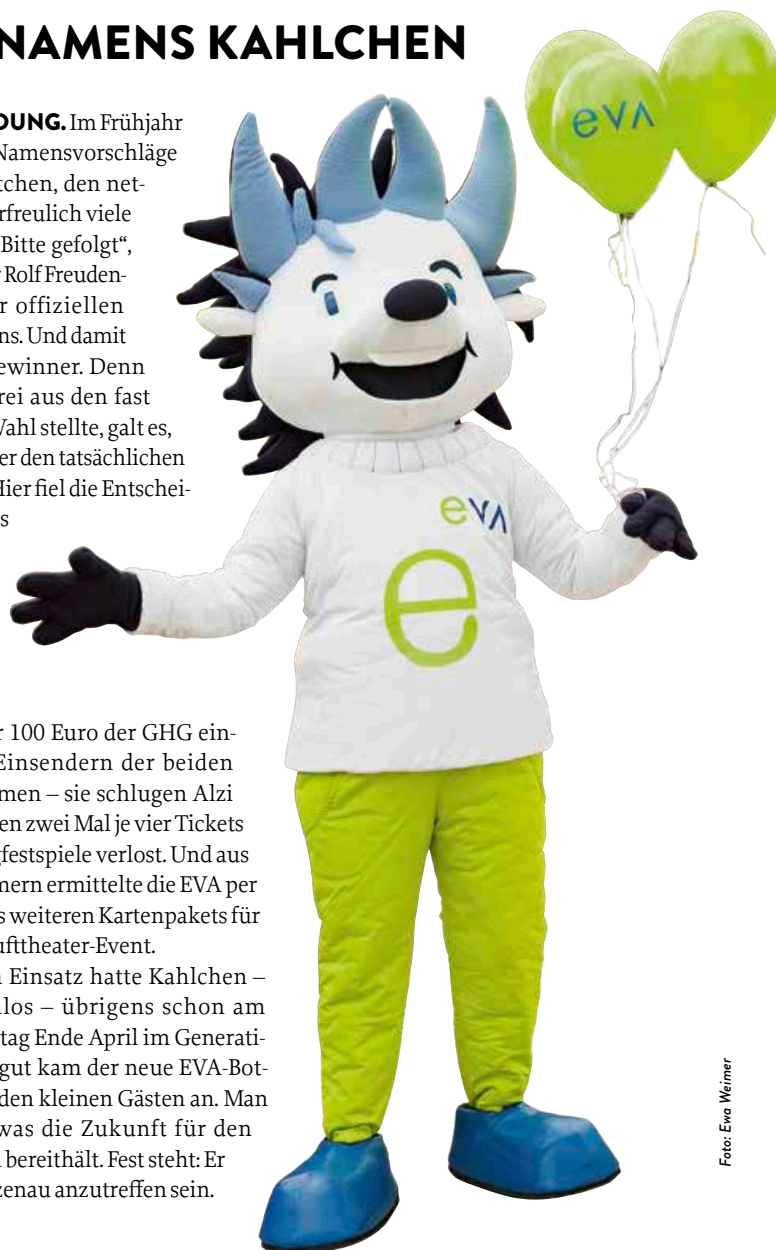 NAMENS KAHLCHEN
DUNG. Im Frühjahr
Namensvorschläge
tchen, den net-
rfreulich viele
Bitte gefolgt“,
Rolf Freuden-
r offiziellen
ns. Und damit
ewinner. Denn
rei aus den fast
Wahl stellte, galt es,
er den tatsächlichen
Hier fiel die Entschei-
s
r 100 Euro der GHG ein-
Einsendern der beiden
men – sie schlugen Alzi
en zwei Mal je vier Tickets
gfestspiele verlost. Und aus
mern ermittelte die EVA per
s weiteren Kartenpakets für
ufttheater-Event.
n Einsatz hatte Kahlchen –
nlos – übrigens schon am
tag Ende April im Generati-
gut kam der neue EVA-Bot-
den kleinen Gästen an. Man
was die Zukunft für den
bereithält. Fest steht: Er
zenau anzutreffen sein.
eva
eva
e
Foto: Ewa Weimer